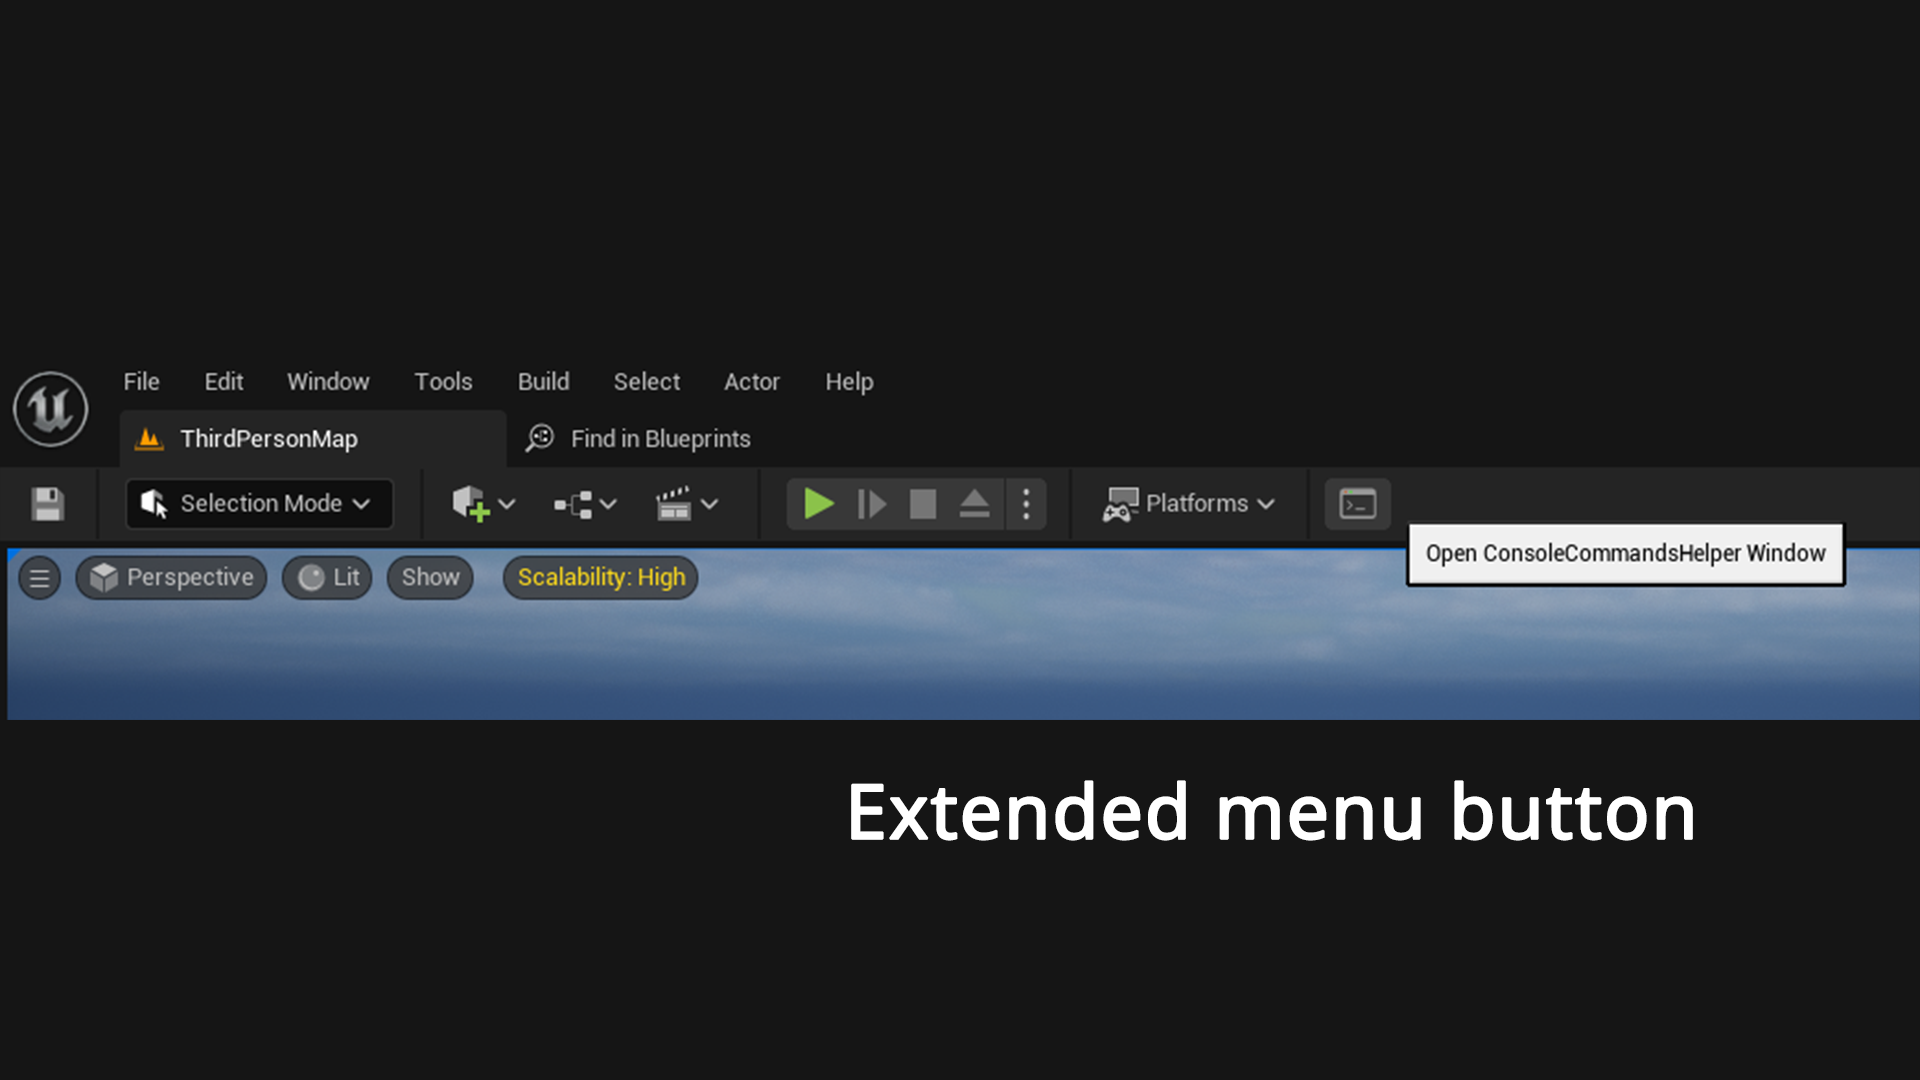 File Edit Window Tools Build Select Actor Help
ThirdPersonMap Find in Blueprints
Selection Mode Platforms
Open ConsoleCommandsHelper Window
Perspective Lit Show Scalability: High
Extended menu button